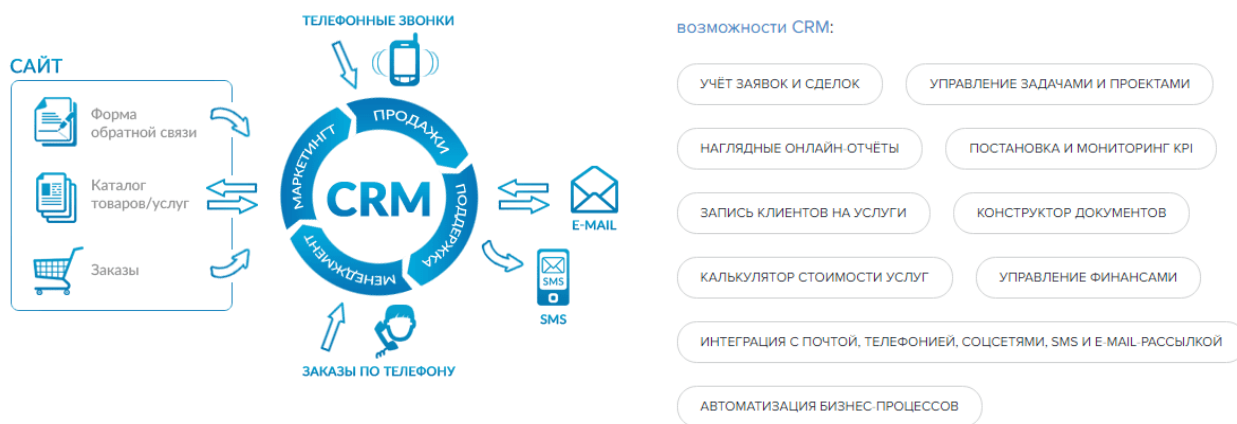 ТЕЛЕФОННЫЕ ЗВОНКИ
САЙТ
Форма
обратной связи
Каталог
товаров/услуг
Заказы
МАРКЕТИНГТ
ПРОДАЖИ
ПОДДЕРЖКА
МЕНЕДЖМЕНТ
CRM
E-MAIL
SMS
SMS
ЗАКАЗЫ ПО ТЕЛЕФОНУ
возможности CRM:
УЧЁТ ЗАЯВОК И СДЕЛОК
УПРАВЛЕНИЕ ЗАДАЧАМИ И ПРОЕКТАМИ
НАГЛЯДНЫЕ ОНЛАЙН-ОТЧЁТЫ
ПОСТАНОВКА И МОНИТОРИНГ KPI
ЗАПИСЬ КЛИЕНТОВ НА УСЛУГИ
КОНСТРУКТОР ДОКУМЕНТОВ
КАЛЬКУЛЯТОР СТОИМОСТИ УСЛУГ
УПРАВЛЕНИЕ ФИНАНСАМИ
ИНТЕГРАЦИЯ С ПОЧТОЙ, ТЕЛЕФОНИЕЙ, СОЦСЕТЯМИ, SMS И E-MAIL-РАССЫЛКОЙ
АВТОМАТИЗАЦИЯ БИЗНЕС-ПРОЦЕССОВ